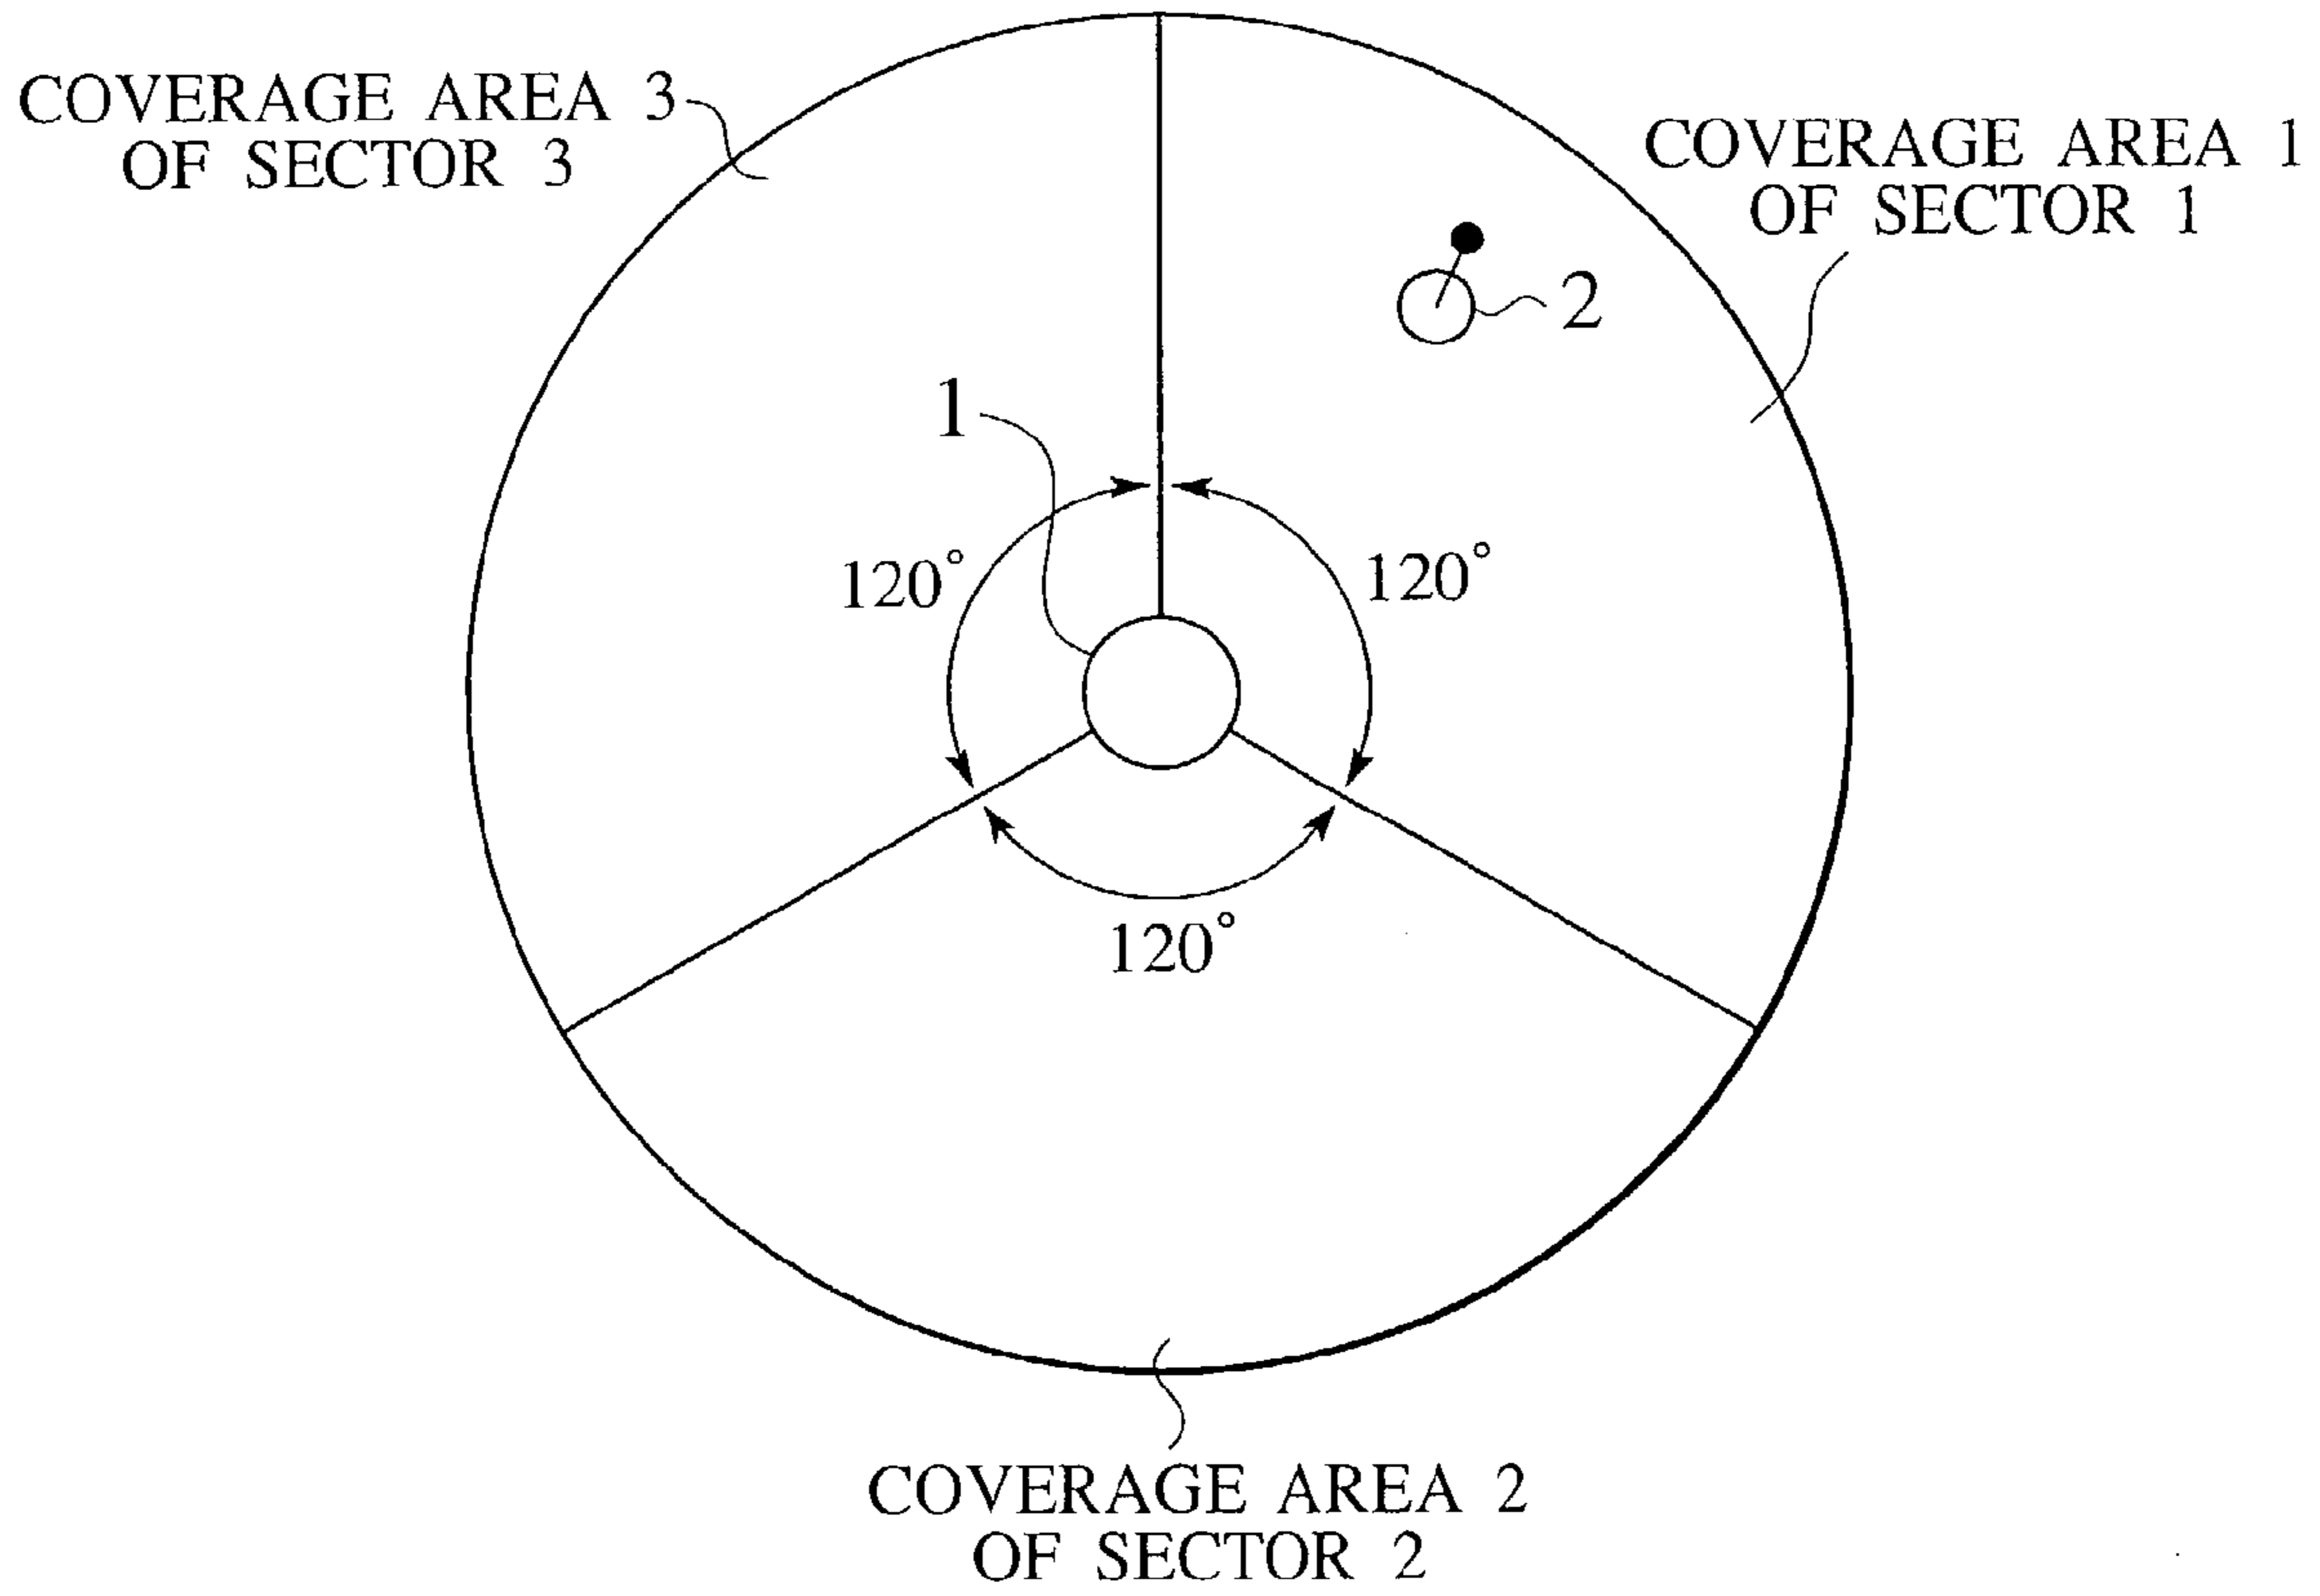 COVERAGE AREA 3
OF SECTOR 3
COVERAGE AREA 1
OF SECTOR 1
2
1
120°
120°
120°
COVERAGE AREA 2
OF SECTOR 2